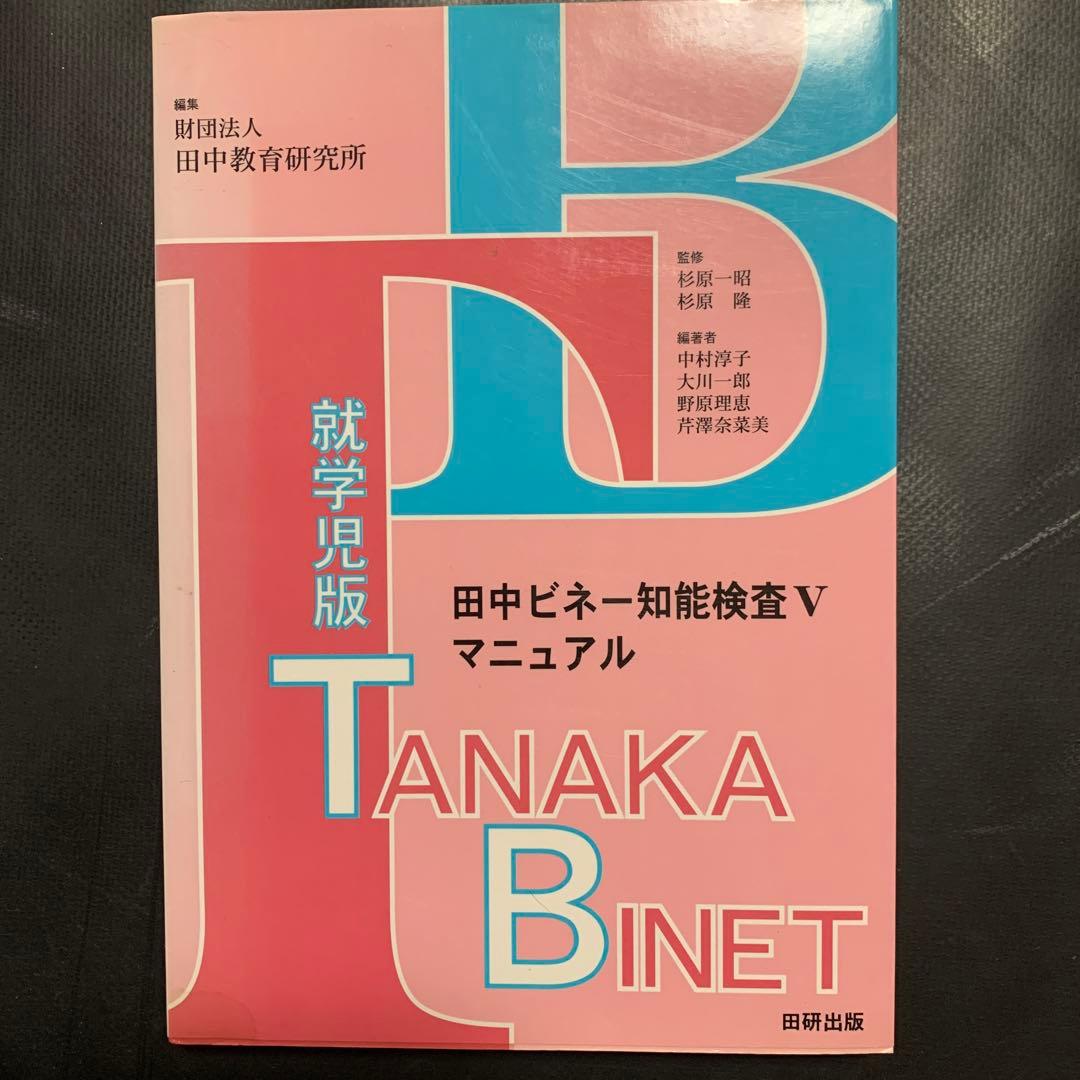 編集
財団法人
田中教育研究所
監修
杉原一昭
杉原 隆
編著者
中村淳子
大川一郎
野原理恵
芹澤奈菜美
就学児版
田中ビネー知能検査 V
マニュアル
TANAKA
BINET
田研出版